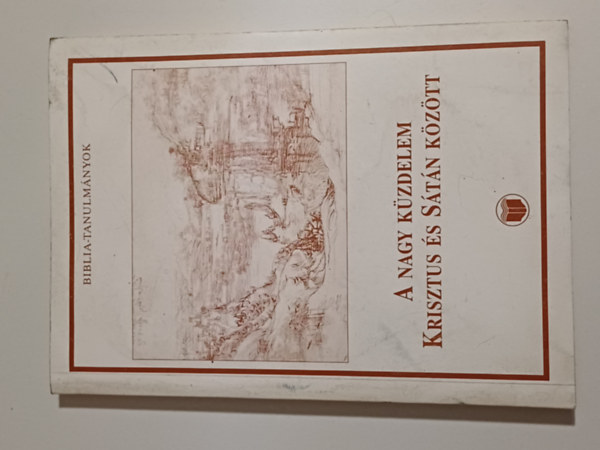 BIBLIA-TANULMÁNYOK
A NAGY KÜZDELEM
KRISZTUS ÉS SÁTÁN KÖZÖTT